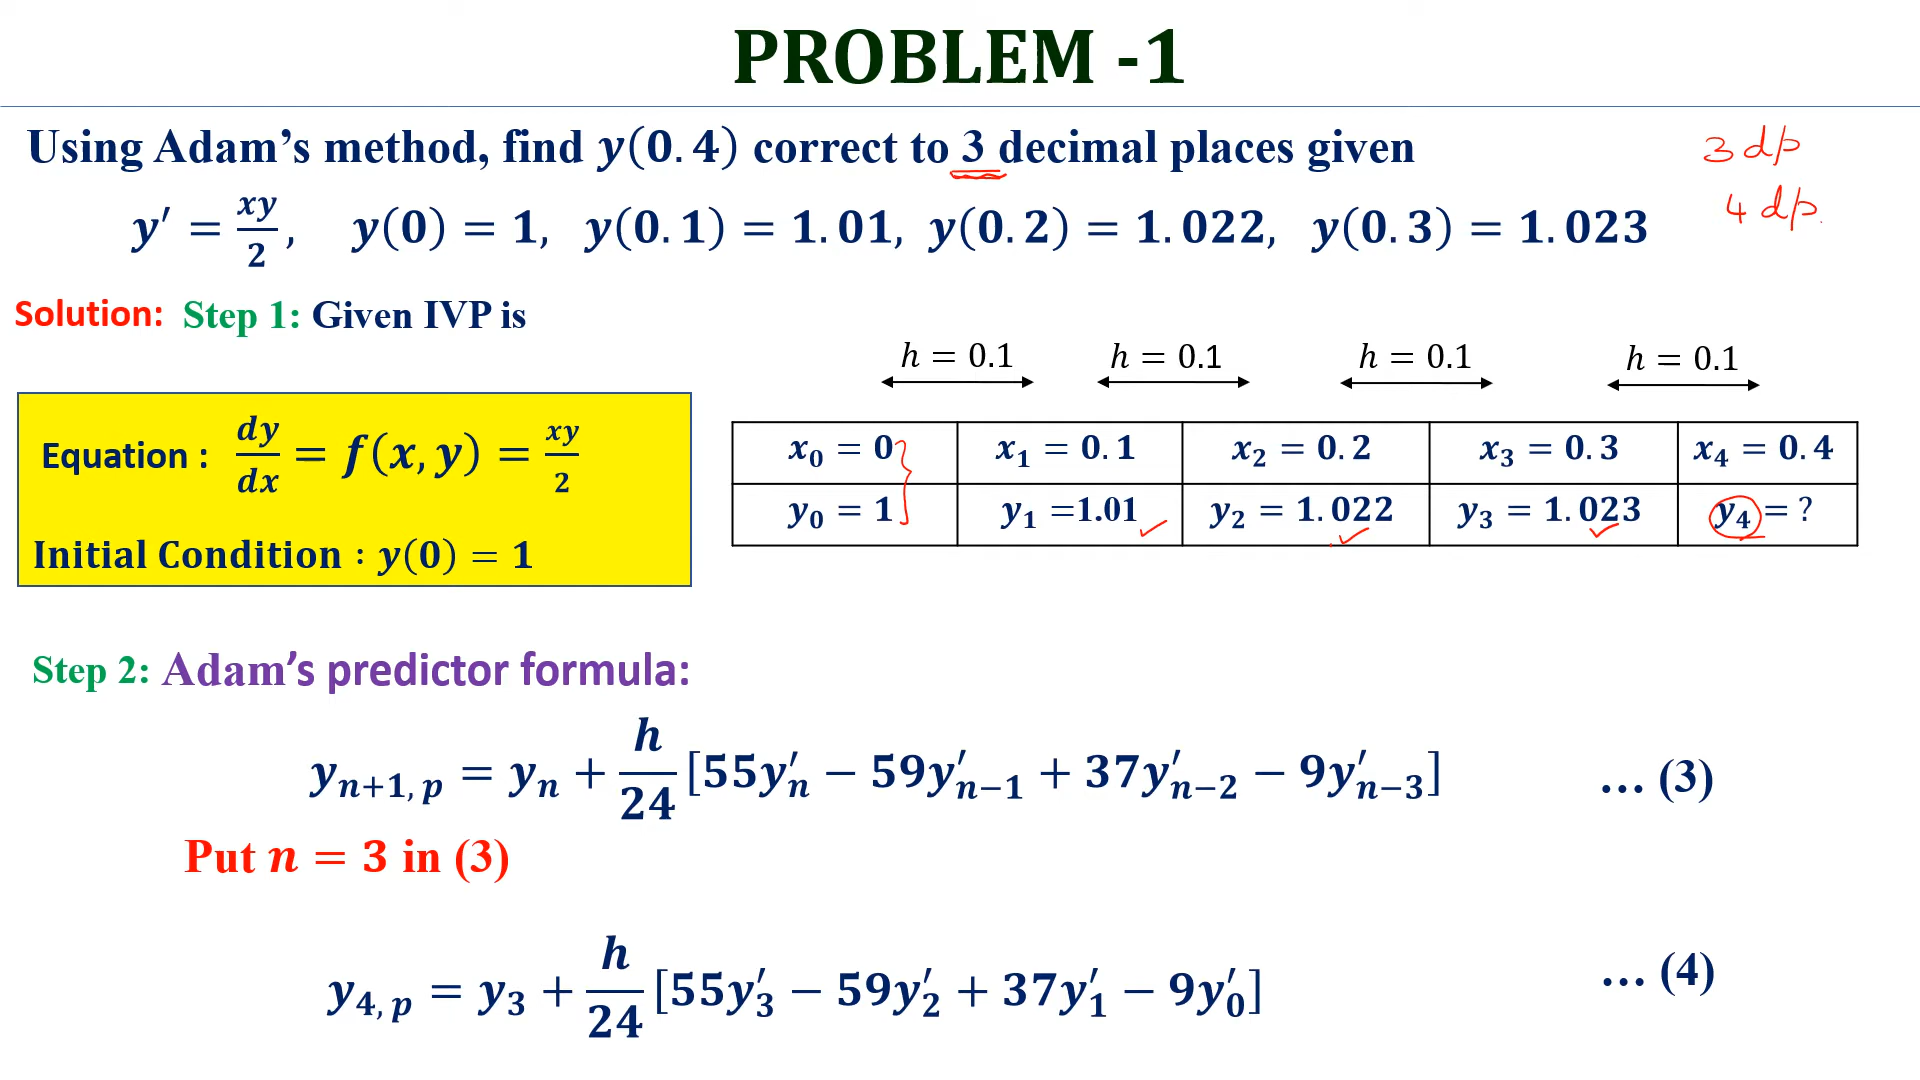 PROBLEM -1
Using Adam’s method, find y(0.4) correct to 3 decimal places given
3 dp
y′ = xy/2, y(0) = 1, y(0.1) = 1.01, y(0.2) = 1.022, y(0.3) = 1.023
4 dp.
Solution: Step 1: Given IVP is
h = 0.1 h = 0.1 h = 0.1 h = 0.1
Equation : dy/dx = f(x, y) = xy/2
Initial Condition : y(0) = 1
x₀ = 0 x₁ = 0.1 x₂ = 0.2 x₃ = 0.3 x₄ = 0.4
y₀ = 1 y₁ =1.01 y₂ = 1.022 y₃ = 1.023 y₄ = ?
Step 2: Adam’s predictor formula:
yₙ₊₁, ₚ = yₙ + h/24 [55y′ₙ − 59y′ₙ₋₁ + 37y′ₙ₋₂ − 9y′ₙ₋₃] … (3)
Put n = 3 in (3)
y₄, ₚ = y₃ + h/24 [55y′₃ − 59y′₂ + 37y′₁ − 9y′₀] … (4)